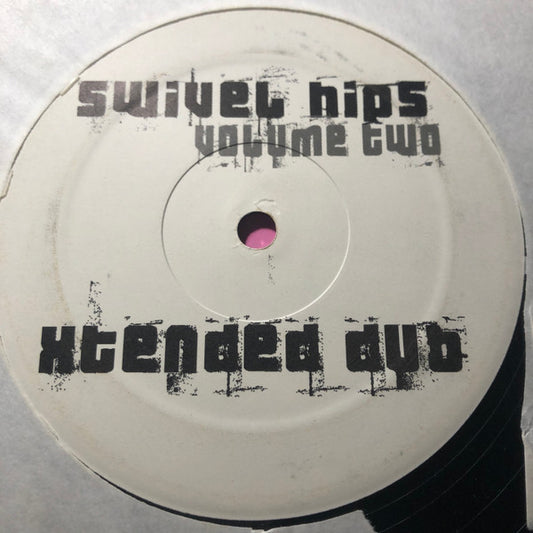 Swivel hips
volume two
Xtended dub